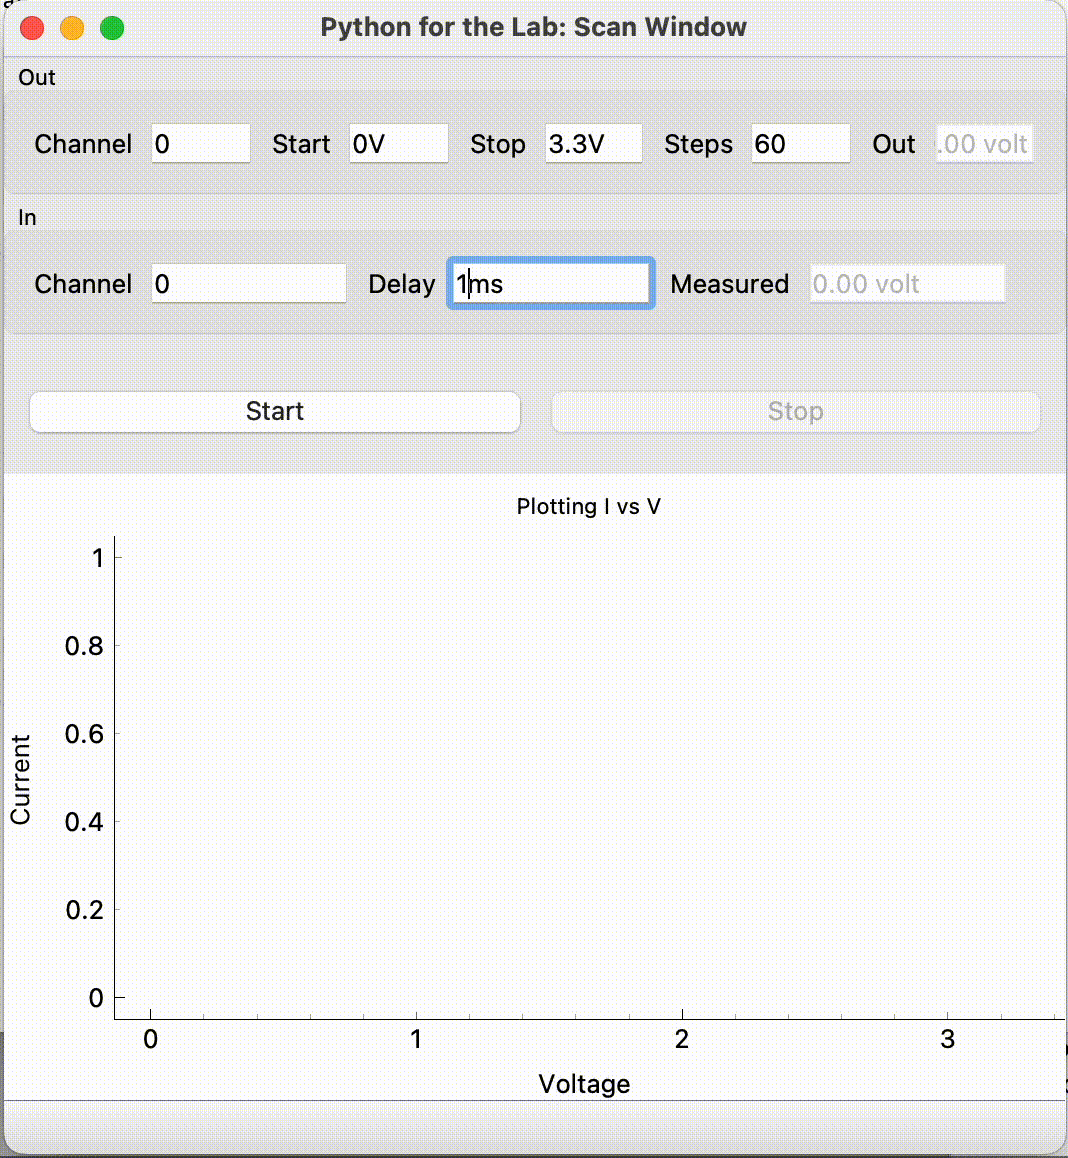 Python for the Lab: Scan Window
Out
Channel 0 Start 0V Stop 3.3V Steps 60 Out .00 volt
In
Channel 0 Delay 1ms Measured 0.00 volt
Start Stop
Plotting I vs V
1
0.8
0.6
0.4
0.2
0
Current
0 1 2 3
Voltage